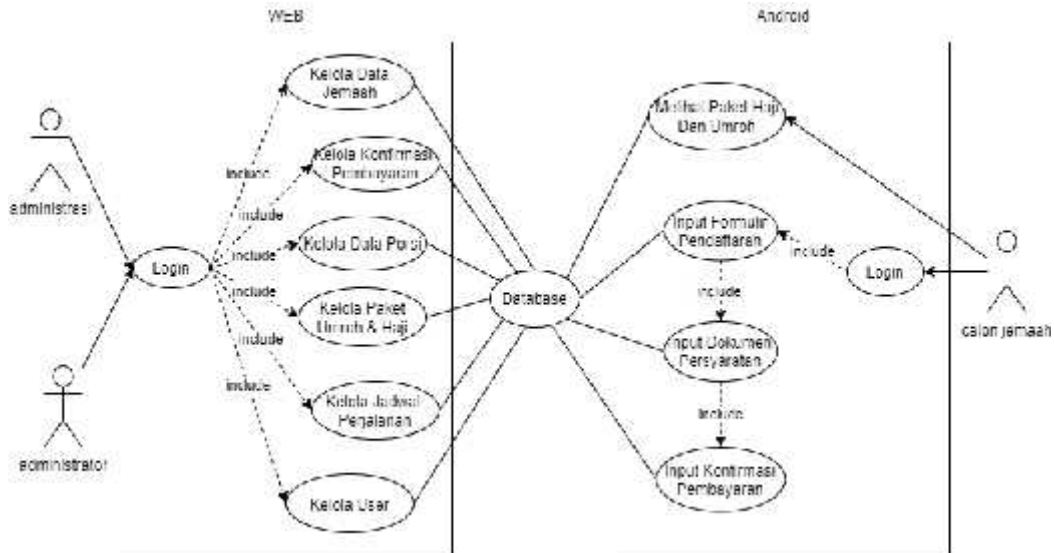 WEB
Android
Kelola Data
Jemaah
Melihat Paket Haji
Dan Umroh
include
Kelola Konfirmasi
Pembayaran
administrasi
include
Kelola Data Porsi
Input Formulir
Pendaftaran
include
Login
include
Login
Database
include
Kelola Paket
Umroh & Haji
calon jemaah
include
Input Dokumen
Persyaratan
include
Kelola Jadwal
Perjalanan
include
administrator
Input Konfirmasi
Pembayaran
Kelola User
include